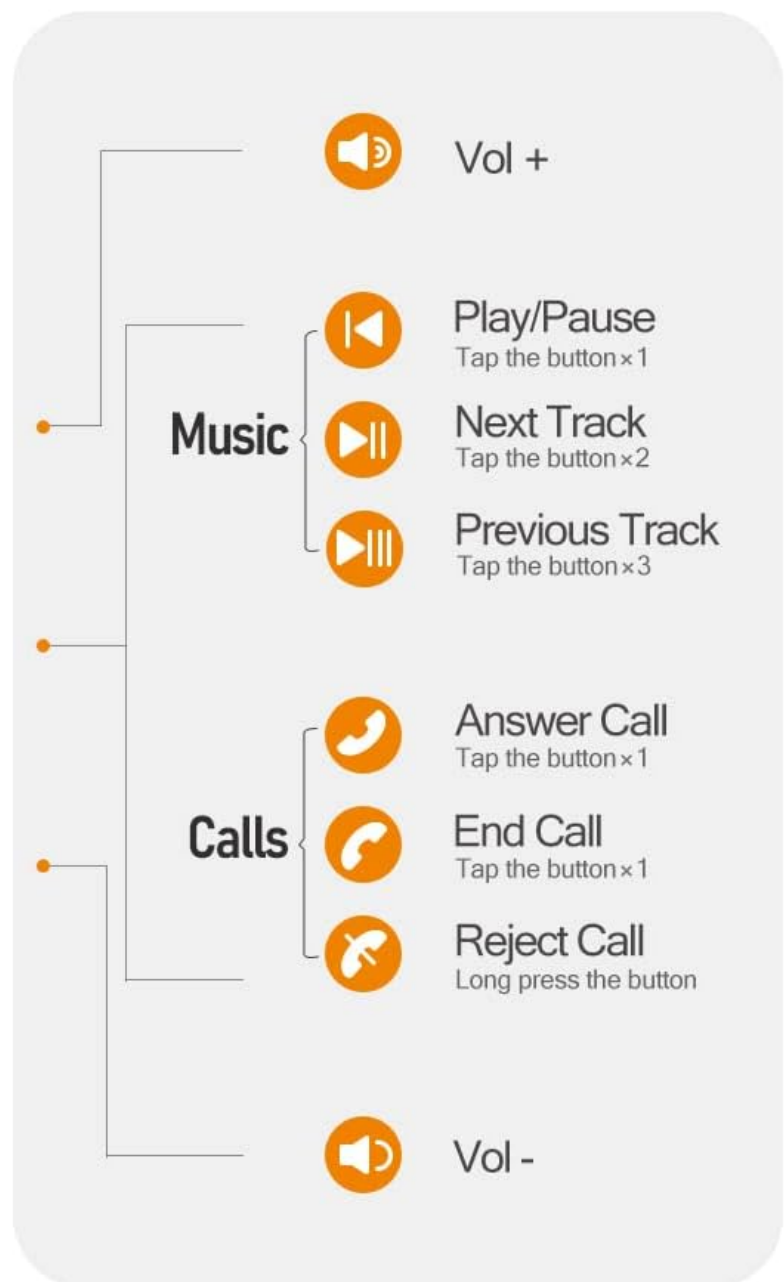 Vol +
Music
Play/Pause
Tap the button×1
Next Track
Tap the button×2
Previous Track
Tap the button×3
Calls
Answer Call
Tap the button×1
End Call
Tap the button×1
Reject Call
Long press the button
Vol -